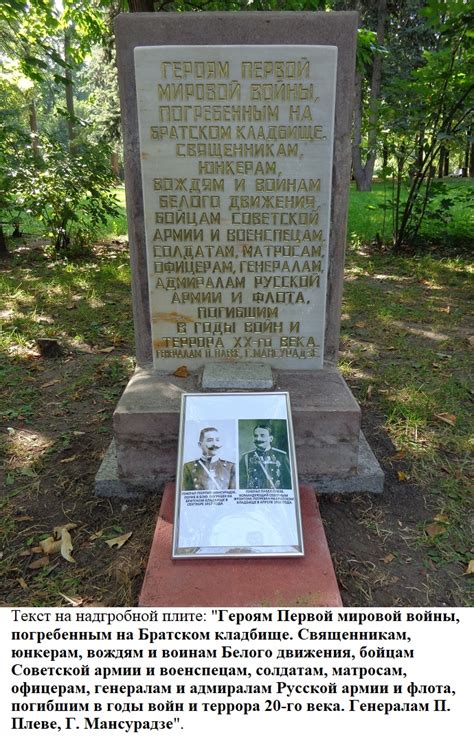 ГЕРОЯМ ПЕРВОЙ
МИРОВОЙ ВОЙНЫ,
ПОГРЕБЕННЫМ НА
БРАТСКОМ КЛАДБИЩЕ.
СВЯЩЕННИКАМ,
ЮНКЕРАМ,
ВОЖДЯМ И ВОИНАМ
БЕЛОГО ДВИЖЕНИЯ,
БОЙЦАМ СОВЕТСКОЙ
АРМИИ И ВОЕНСПЕЦАМ,
СОЛДАТАМ, МАТРОСАМ,
ОФИЦЕРАМ, ГЕНЕРАЛАМ,
АДМИРАЛАМ РУССКОЙ
АРМИИ И ФЛОТА,
ПОГИБШИМ
В ГОДЫ ВОЙН И
ТЕРРОРА XX-го ВЕКА.
ГЕНЕРАЛАМ П. ПЛЕВЕ, Г. МАНСУРАДЗЕ
Текст на надгробной плите: "Героям Первой мировой войны,
погребенным на Братском кладбище. Священникам,
юнкерам, вождям и воинам Белого движения, бойцам
Советской армии и военспецам, солдатам, матросам,
офицерам, генералам и адмиралам Русской армии и флота,
погибшим в годы войн и террора 20-го века. Генералам П.
Плеве, Г. Мансурадзе".